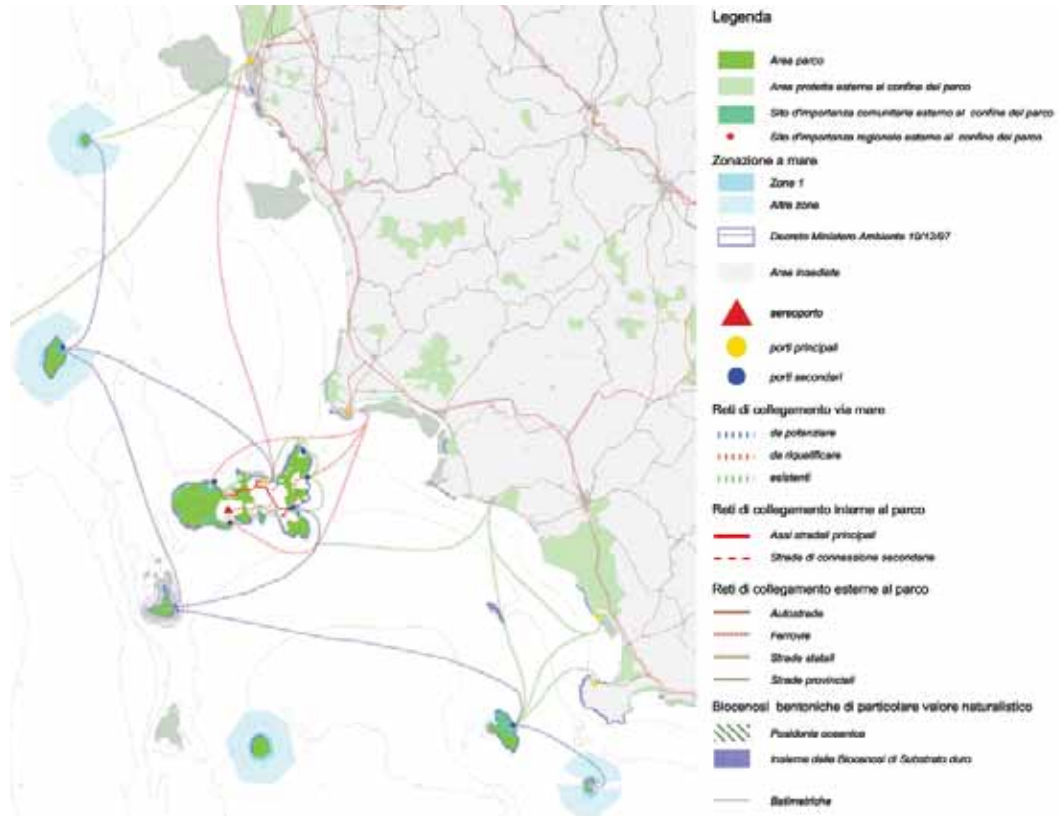 Legenda
Area parco
Area protetta esterna al confine del parco
Sito d'importanza comunitaria esterno al confine del parco
Sito d'importanza regionale esterno al confine del parco
Zonazione a mare
Zone 1
Altre zone
Decreto Ministero Ambiente 19/12/97
Area insediata
aereoporto
porti principali
porti secondari
Reti di collegamento via mare
da potenziare
da riqualificare
esistenti
Reti di collegamento interne al parco
Assi stradali principali
Strade di connessione secondarie
Reti di collegamento esterne al parco
Autostrade
Ferrovie
Strade statali
Strade provinciali
Biocenosi bentoniche di particolare valore naturalistico
Posidonia oceanica
Insieme delle Biocenosi di Substrato duro
Batimetriche